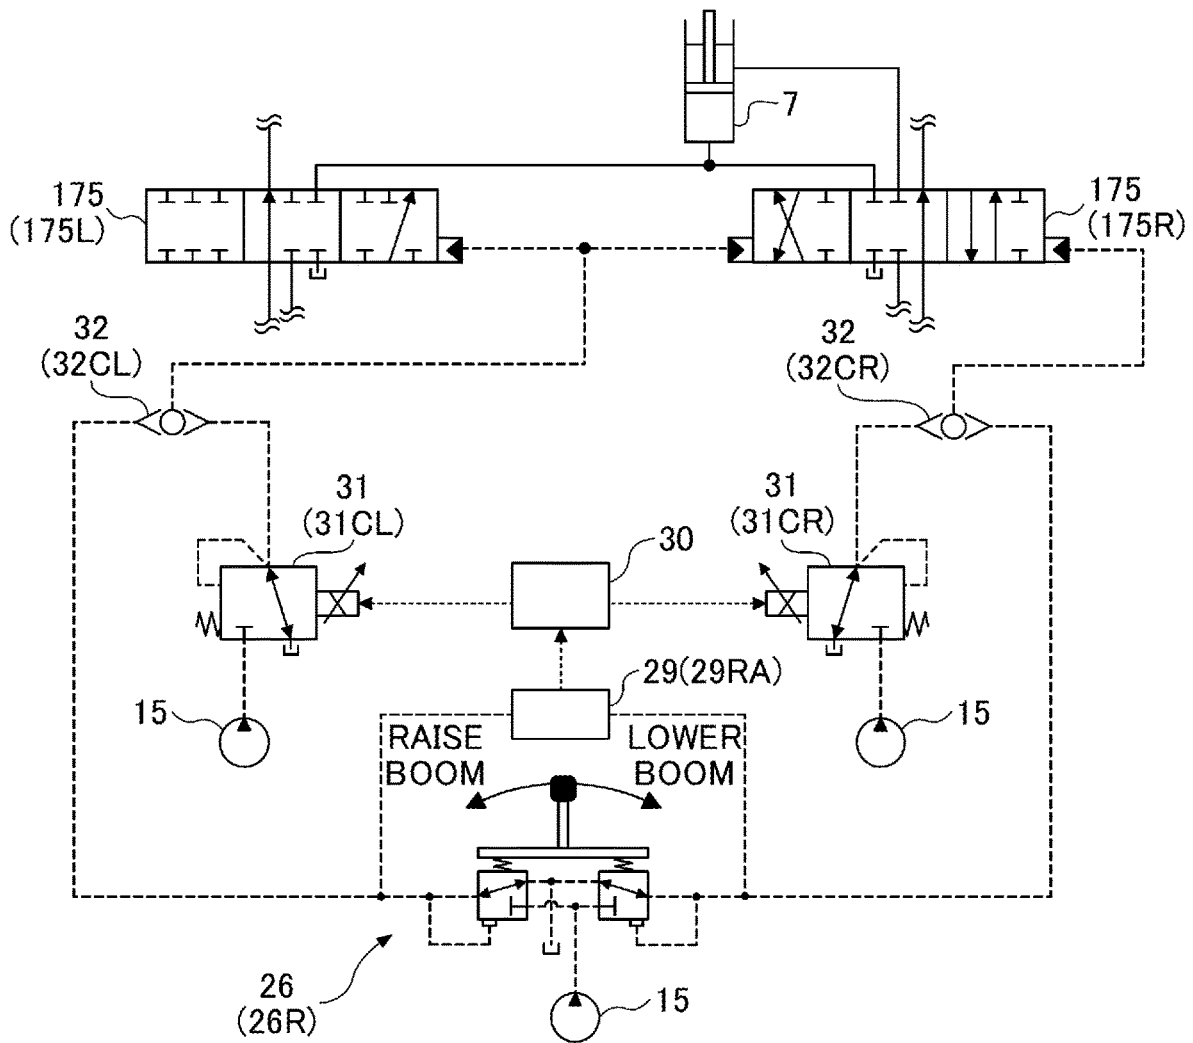 7
175
(175L)
175
(175R)
32
(32CL)
32
(32CR)
31
(31CL)
31
(31CR)
30
29(29RA)
15
15
RAISE
BOOM
LOWER
BOOM
15
26
(26R)